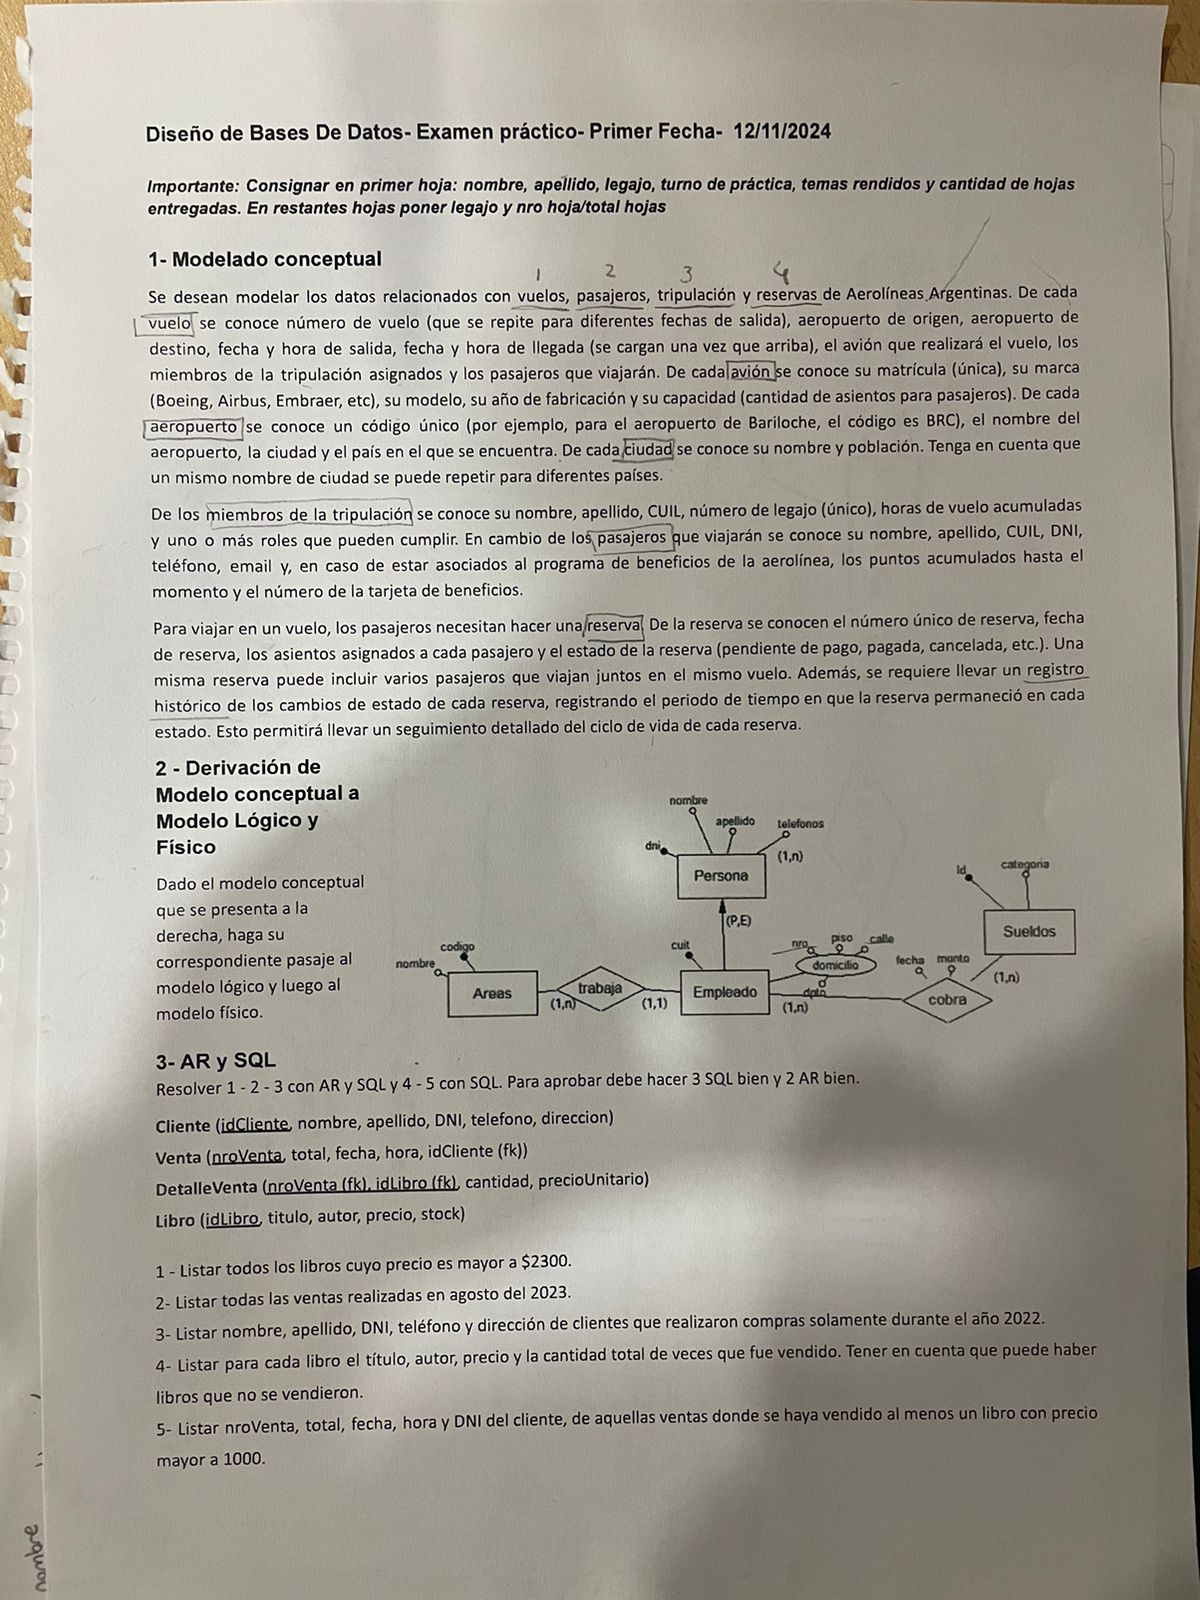 Diseño de Bases De Datos- Examen práctico- Primer Fecha- 12/11/2024
Importante: Consignar en primer hoja: nombre, apellido, legajo, turno de práctica, temas rendidos y cantidad de hojas
entregadas. En restantes hojas poner legajo y nro hoja/total hojas
1- Modelado conceptual
1 2 3 4
Se desean modelar los datos relacionados con vuelos, pasajeros, tripulación y reservas de Aerolíneas Argentinas. De cada
vuelo se conoce número de vuelo (que se repite para diferentes fechas de salida), aeropuerto de origen, aeropuerto de
destino, fecha y hora de salida, fecha y hora de llegada (se cargan una vez que arriba), el avión que realizará el vuelo, los
miembros de la tripulación asignados y los pasajeros que viajarán. De cada avión se conoce su matrícula (única), su marca
(Boeing, Airbus, Embraer, etc), su modelo, su año de fabricación y su capacidad (cantidad de asientos para pasajeros). De cada
aeropuerto se conoce un código único (por ejemplo, para el aeropuerto de Bariloche, el código es BRC), el nombre del
aeropuerto, la ciudad y el país en el que se encuentra. De cada ciudad se conoce su nombre y población. Tenga en cuenta que
un mismo nombre de ciudad se puede repetir para diferentes países.
De los miembros de la tripulación se conoce su nombre, apellido, CUIL, número de legajo (único), horas de vuelo acumuladas
y uno o más roles que pueden cumplir. En cambio de los pasajeros que viajarán se conoce su nombre, apellido, CUIL, DNI,
teléfono, email y, en caso de estar asociados al programa de beneficios de la aerolínea, los puntos acumulados hasta el
momento y el número de la tarjeta de beneficios.
Para viajar en un vuelo, los pasajeros necesitan hacer una reserva. De la reserva se conocen el número único de reserva, fecha
de reserva, los asientos asignados a cada pasajero y el estado de la reserva (pendiente de pago, pagada, cancelada, etc.). Una
misma reserva puede incluir varios pasajeros que viajan juntos en el mismo vuelo. Además, se requiere llevar un registro
histórico de los cambios de estado de cada reserva, registrando el periodo de tiempo en que la reserva permaneció en cada
estado. Esto permitirá llevar un seguimiento detallado del ciclo de vida de cada reserva.
2 - Derivación de
Modelo conceptual a
Modelo Lógico y
Físico
Dado el modelo conceptual
que se presenta a la
derecha, haga su
correspondiente pasaje al
modelo lógico y luego al
modelo físico.
nombre
apellido
telefonos
dni
(1,n)
Persona
Id
categoria
(P,E)
Sueldos
codigo
nombre
cuit
nro
piso
calle
domicilio
dpto
fecha
monto
(1,n)
Areas
trabaja
Empleado
cobra
(1,n)
(1,1)
(1,n)
3- AR y SQL
Resolver 1 - 2 - 3 con AR y SQL y 4 - 5 con SQL. Para aprobar debe hacer 3 SQL bien y 2 AR bien.
Cliente (idCliente, nombre, apellido, DNI, telefono, direccion)
Venta (nroVenta, total, fecha, hora, idCliente (fk))
DetalleVenta (nroVenta (fk), idLibro (fk), cantidad, precioUnitario)
Libro (idLibro, titulo, autor, precio, stock)
1 - Listar todos los libros cuyo precio es mayor a $2300.
2- Listar todas las ventas realizadas en agosto del 2023.
3- Listar nombre, apellido, DNI, teléfono y dirección de clientes que realizaron compras solamente durante el año 2022.
4- Listar para cada libro el título, autor, precio y la cantidad total de veces que fue vendido. Tener en cuenta que puede haber
libros que no se vendieron.
5- Listar nroVenta, total, fecha, hora y DNI del cliente, de aquellas ventas donde se haya vendido al menos un libro con precio
mayor a 1000.
nombre